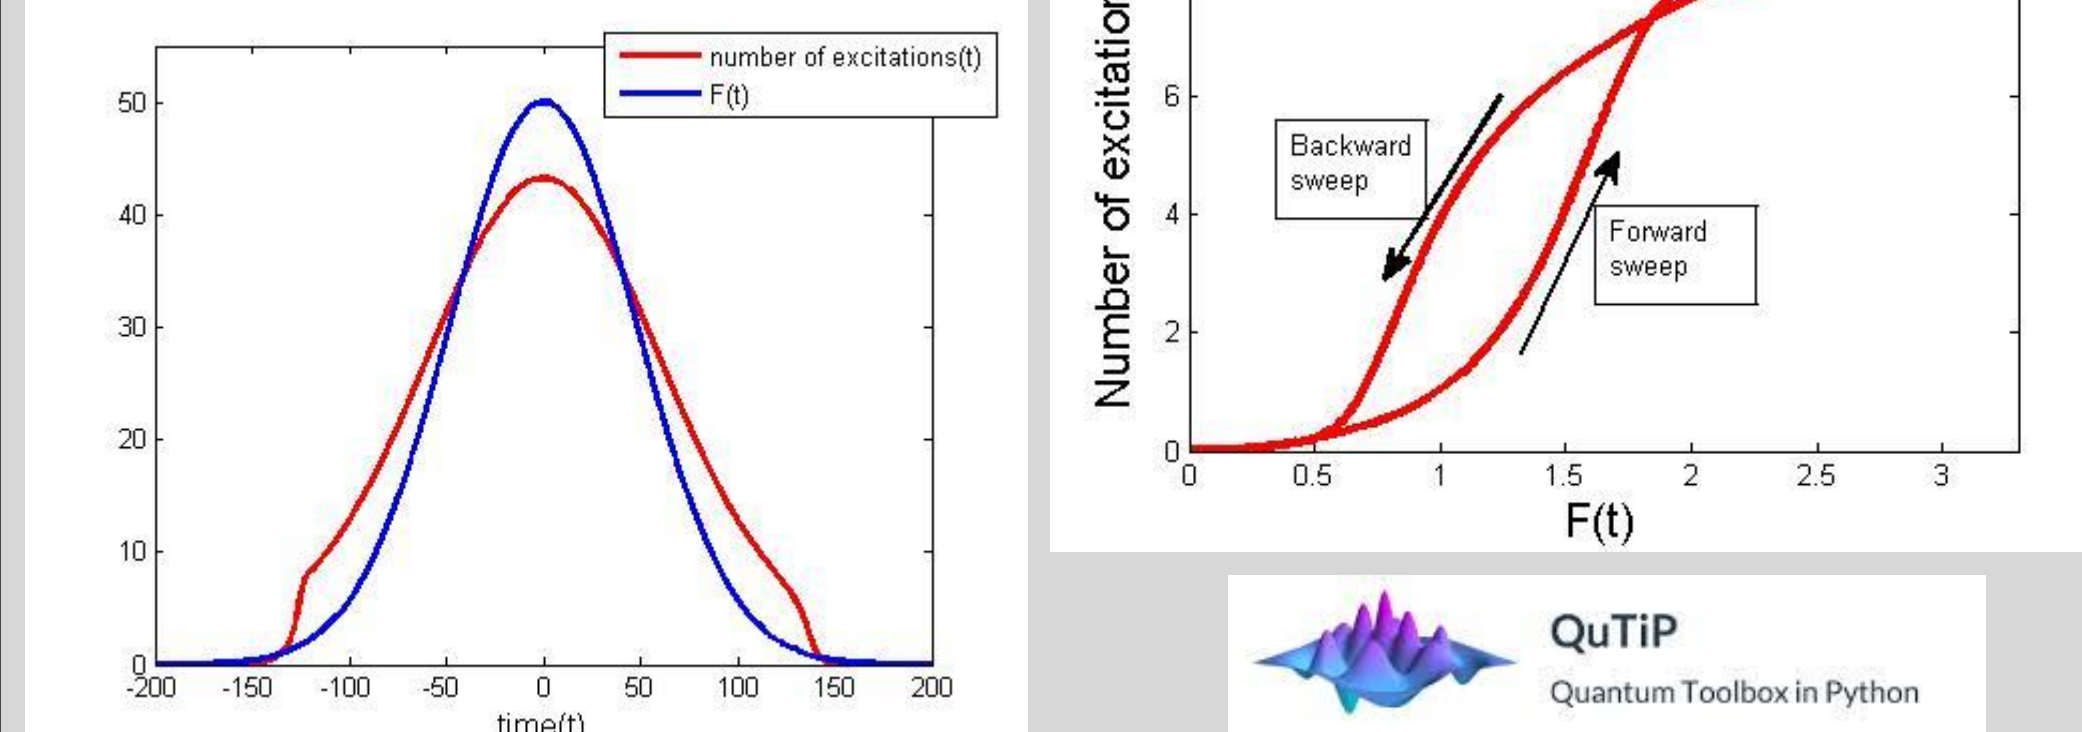 number of excitations(t)
F(t)
50
40
30
20
10
0
-200 -150 -100 -50 0 50 100 150 200
time(t)
Number of excitation
6
4
2
0
Backward
sweep
Forward
sweep
0 0.5 1 1.5 2 2.5 3
F(t)
QuTiP
Quantum Toolbox in Python